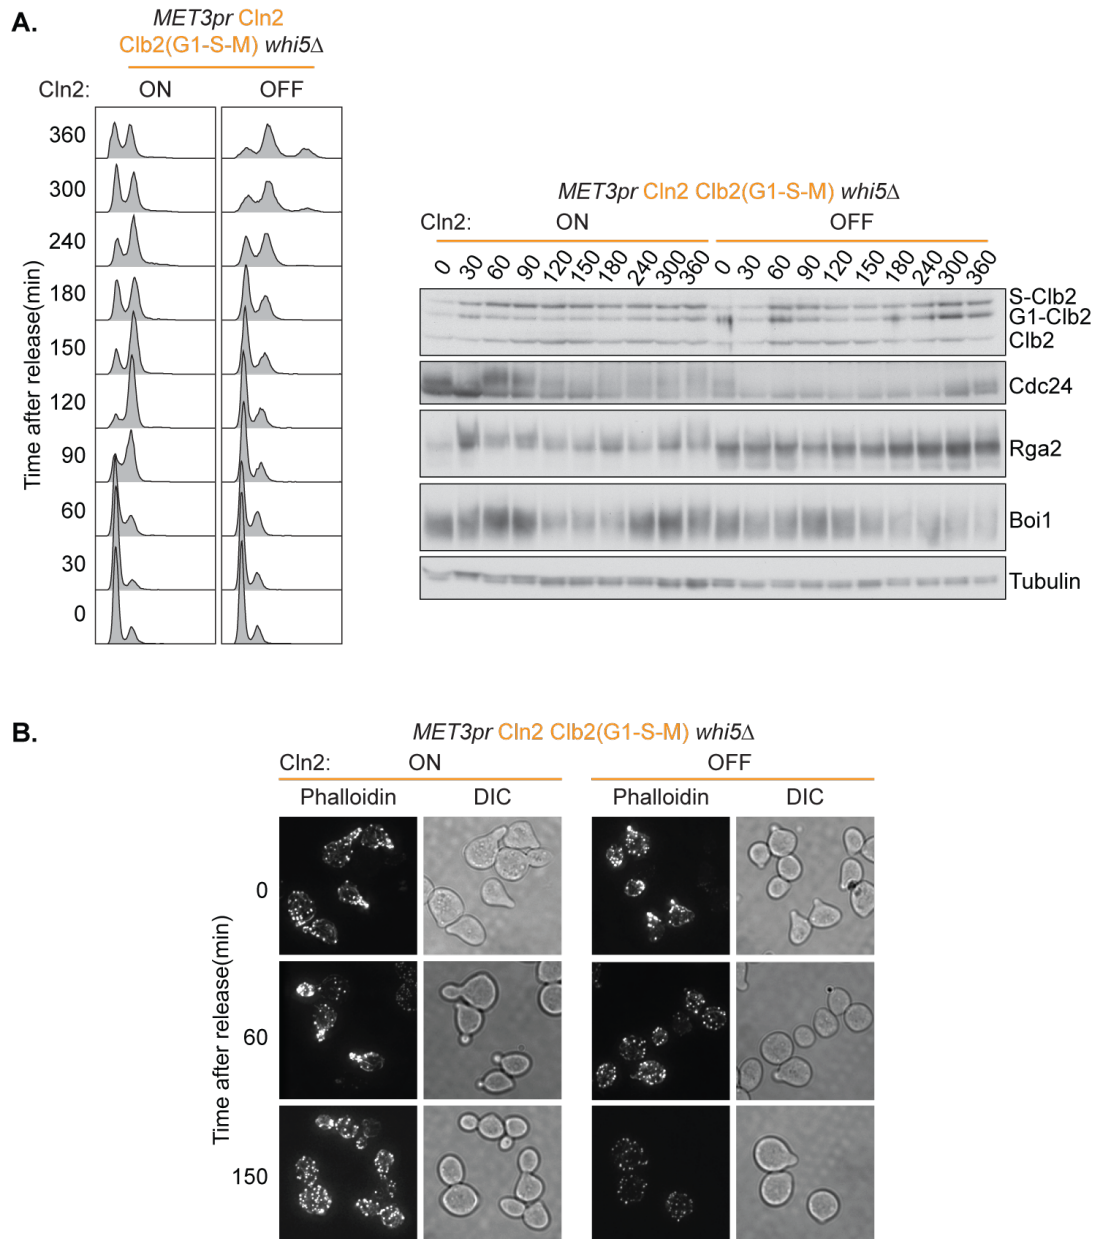 A.
MET3pr Cln2
Clb2(G1-S-M) whi5Δ
Cln2: ON OFF
Time after release(min)
360
300
240
180
150
120
90
60
30
0
MET3pr Cln2 Clb2(G1-S-M) whi5Δ
Cln2: ON OFF
0 30 60 90 120 150 180 240 300 360 0 30 60 90 120 150 180 240 300 360
S-Clb2
G1-Clb2
Clb2
Cdc24
Rga2
Boi1
Tubulin
B.
MET3pr Cln2 Clb2(G1-S-M) whi5Δ
Cln2: ON OFF
Phalloidin DIC Phalloidin DIC
Time after release(min)
0
60
150